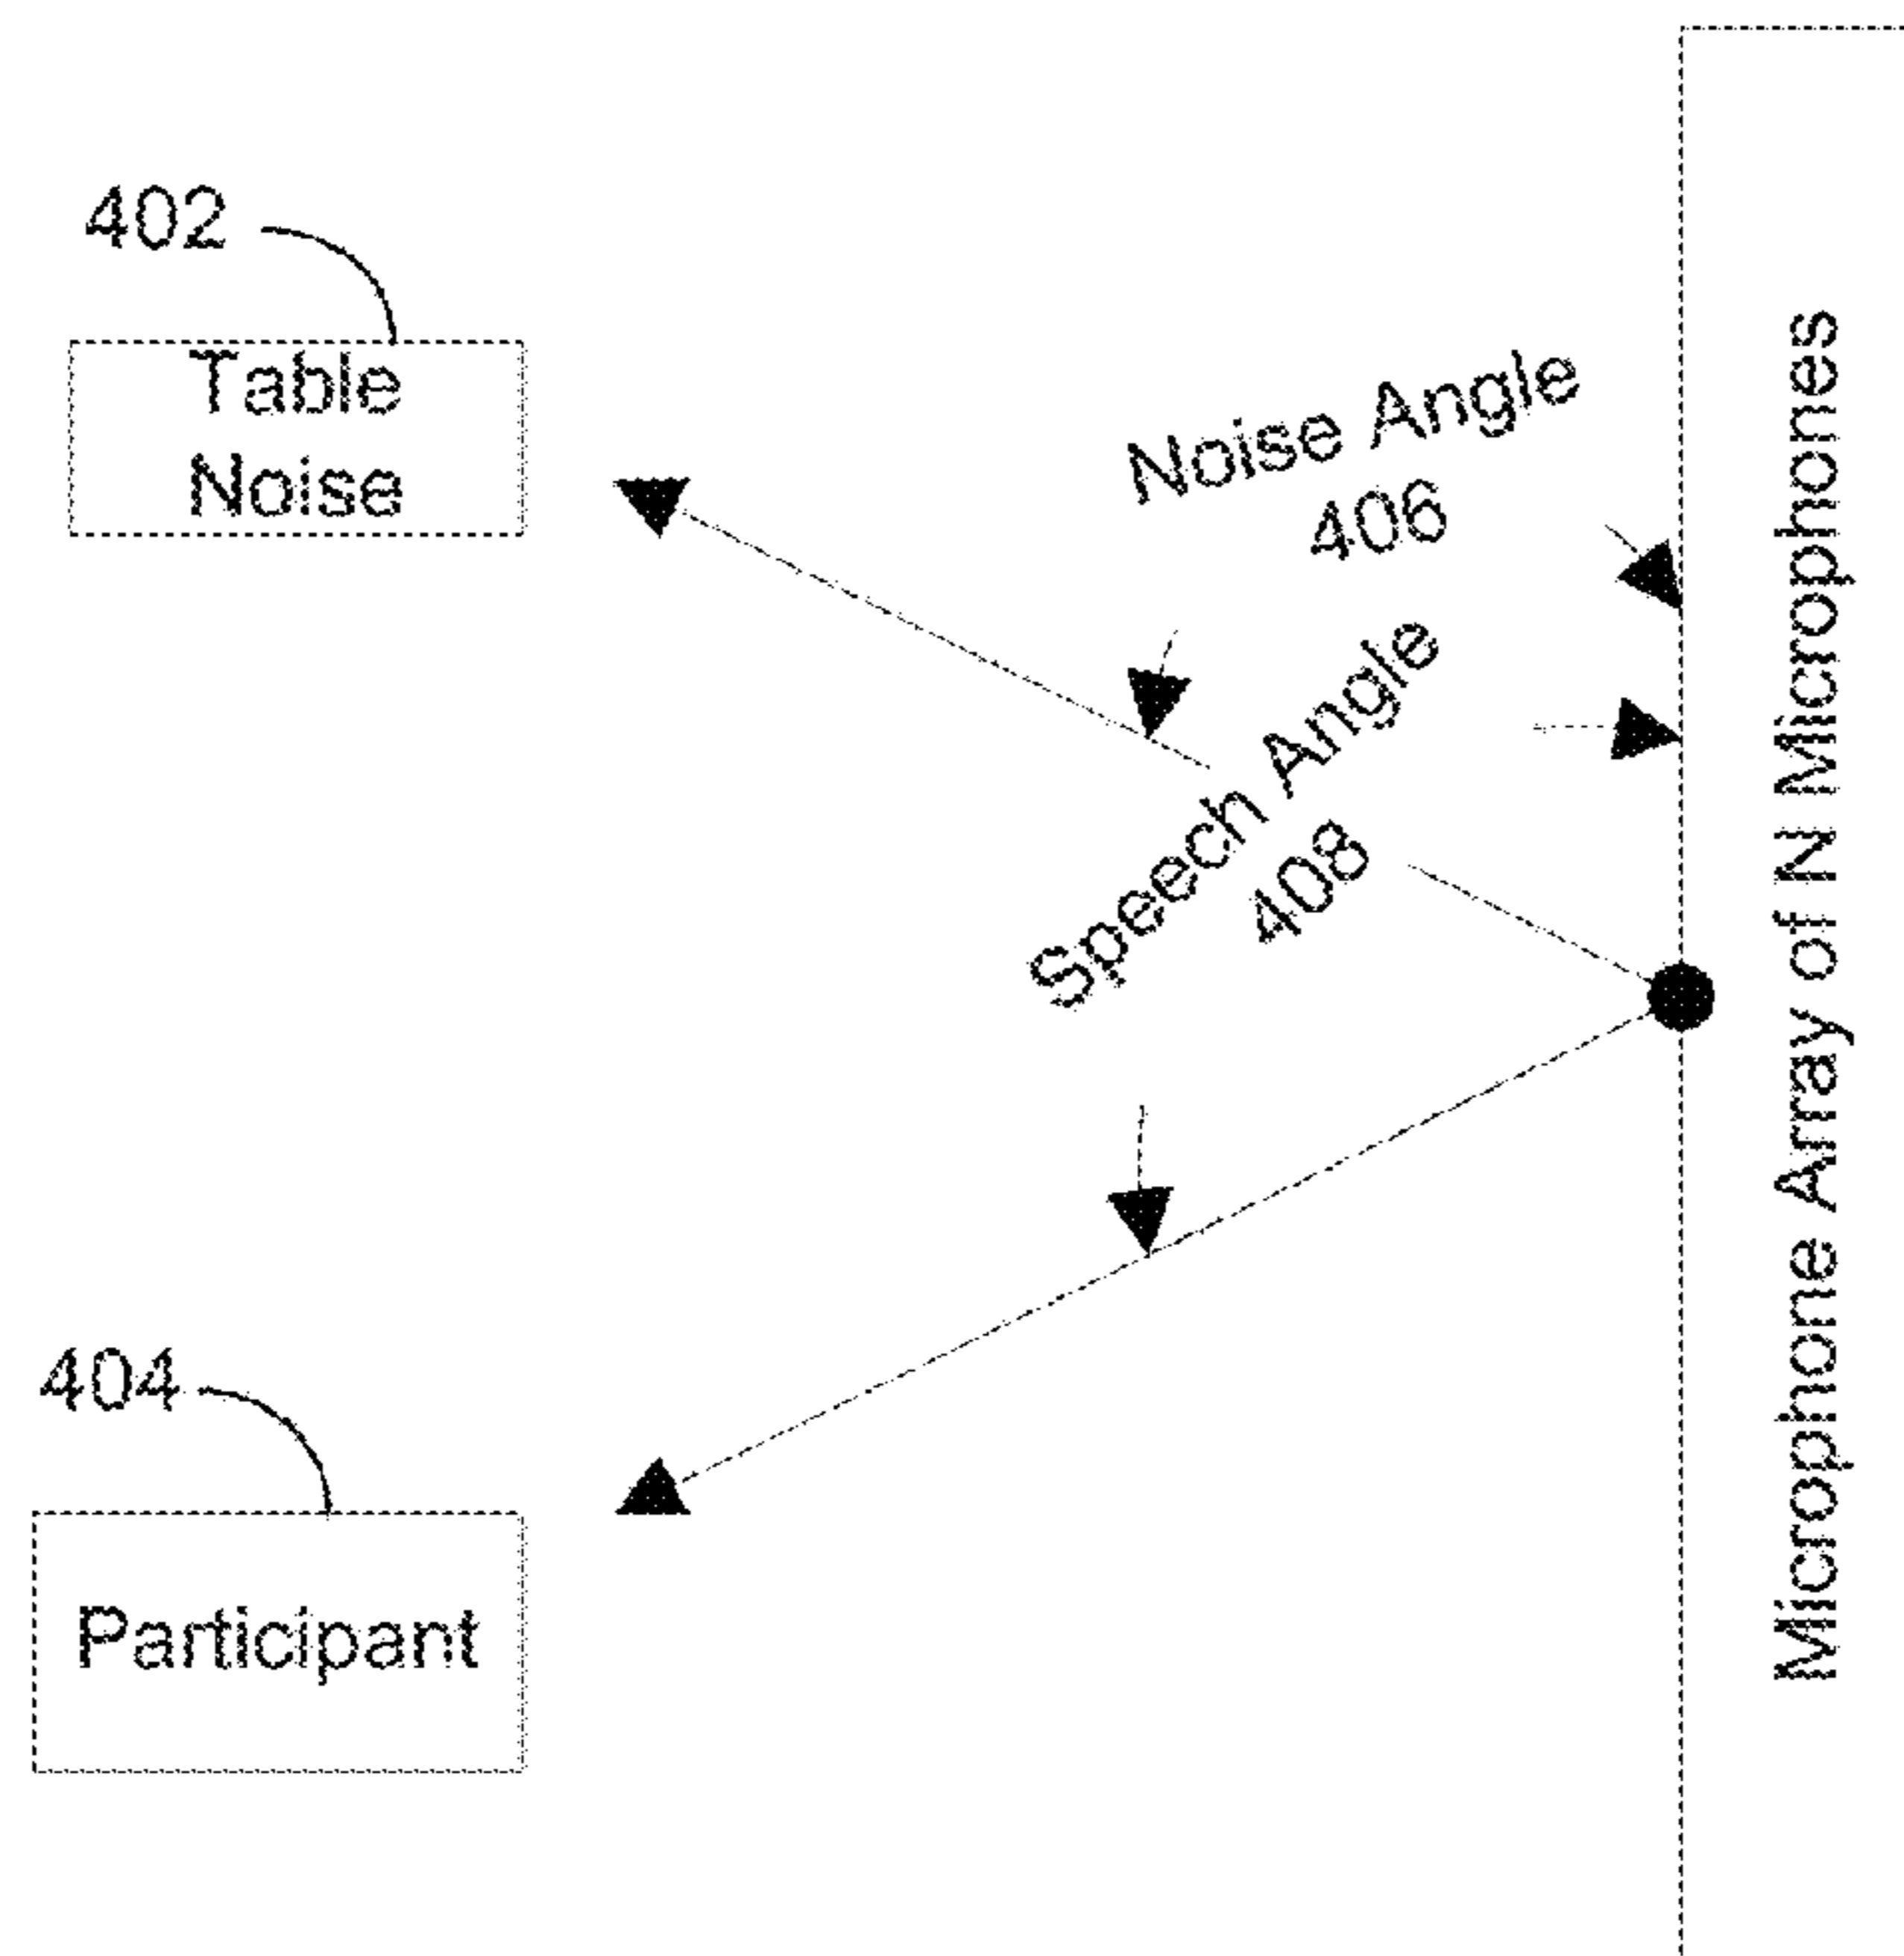 402
Table
Noise
Noise Angle
406
Speech Angle
408
404
Participant
Microphone Array of N Microphones